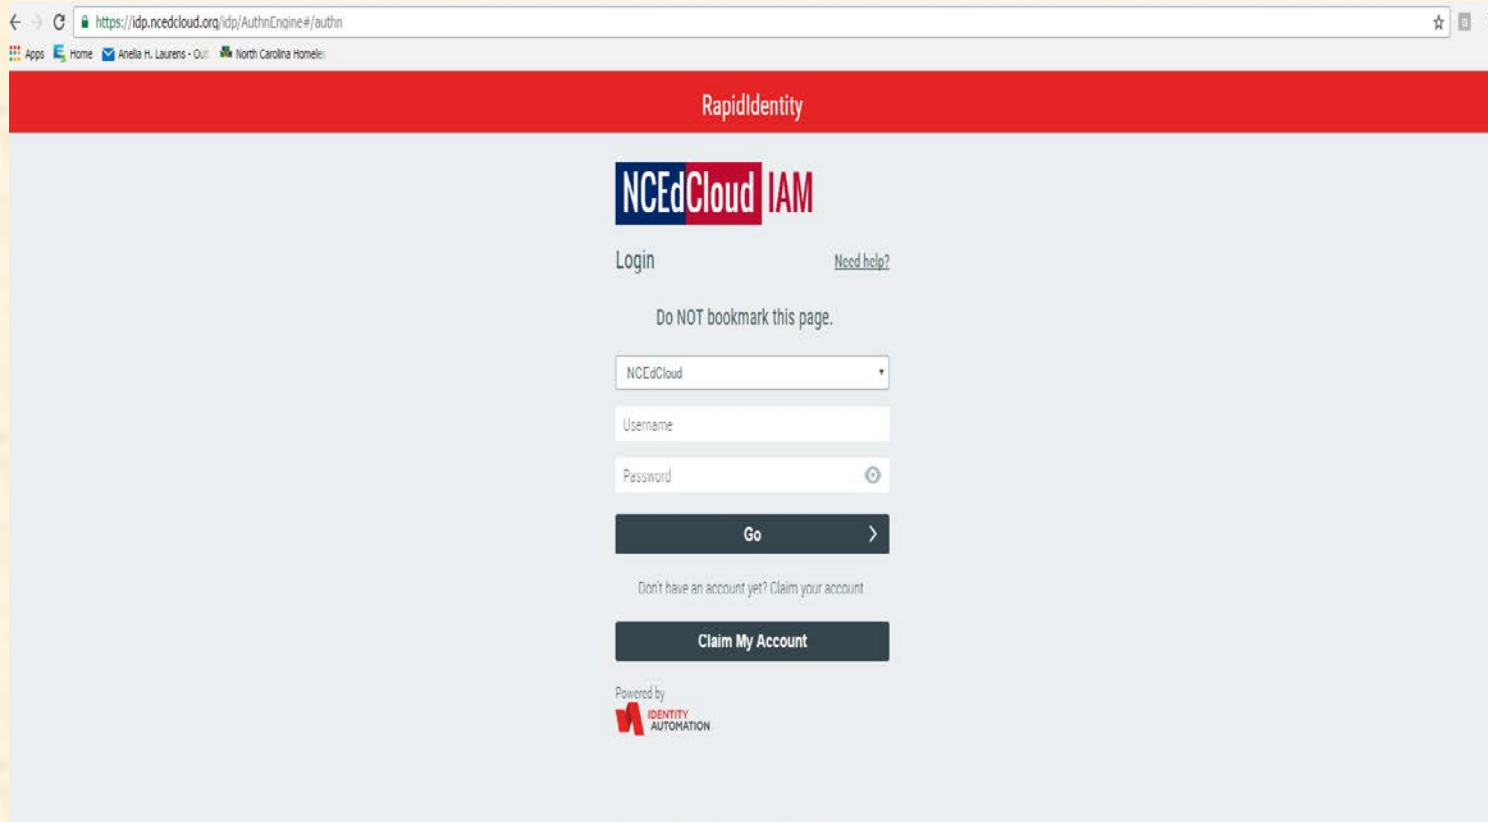 https://idp.ncedcloud.org/idp/AuthnEngine#/authn
Apps Home Anelia H. Laurens - Out North Carolina Homeles
RapidIdentity
NCEdCloud IAM
Login Need help?
Do NOT bookmark this page.
NCEdCloud
Username
Password
Go
Don't have an account yet? Claim your account
Claim My Account
Powered by
IDENTITY
AUTOMATION